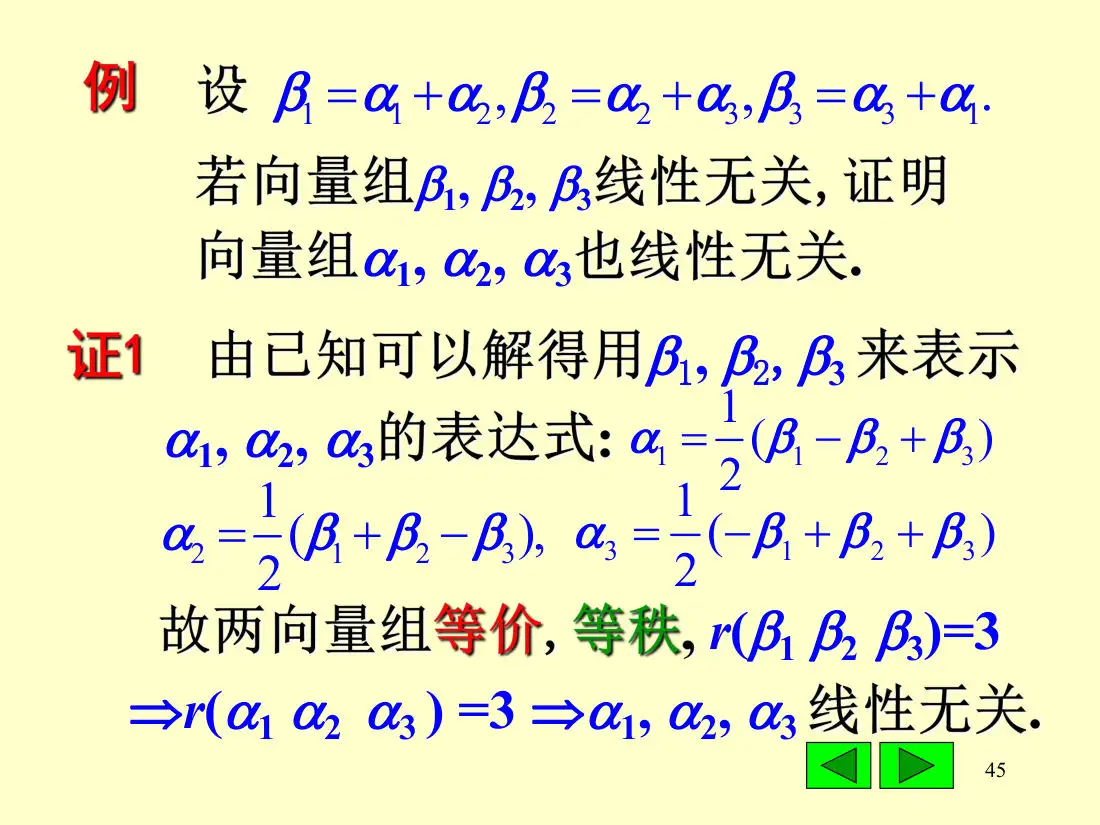 例 设 β₁=α₁+α₂,β₂=α₂+α₃,β₃=α₃+α₁.
若向量组β1, β2, β3线性无关,证明
向量组α1, α2, α3也线性无关.
证1 由已知可以解得用β1, β2, β3 来表示
α1, α2, α3的表达式: α₁=1/2(β₁−β₂+β₃)
α₂=1/2(β₁+β₂−β₃), α₃=1/2(−β₁+β₂+β₃)
故两向量组等价,等秩, r(β1 β2 β3)=3
⇒r(α1 α2 α3) =3 ⇒α1, α2, α3 线性无关.
45